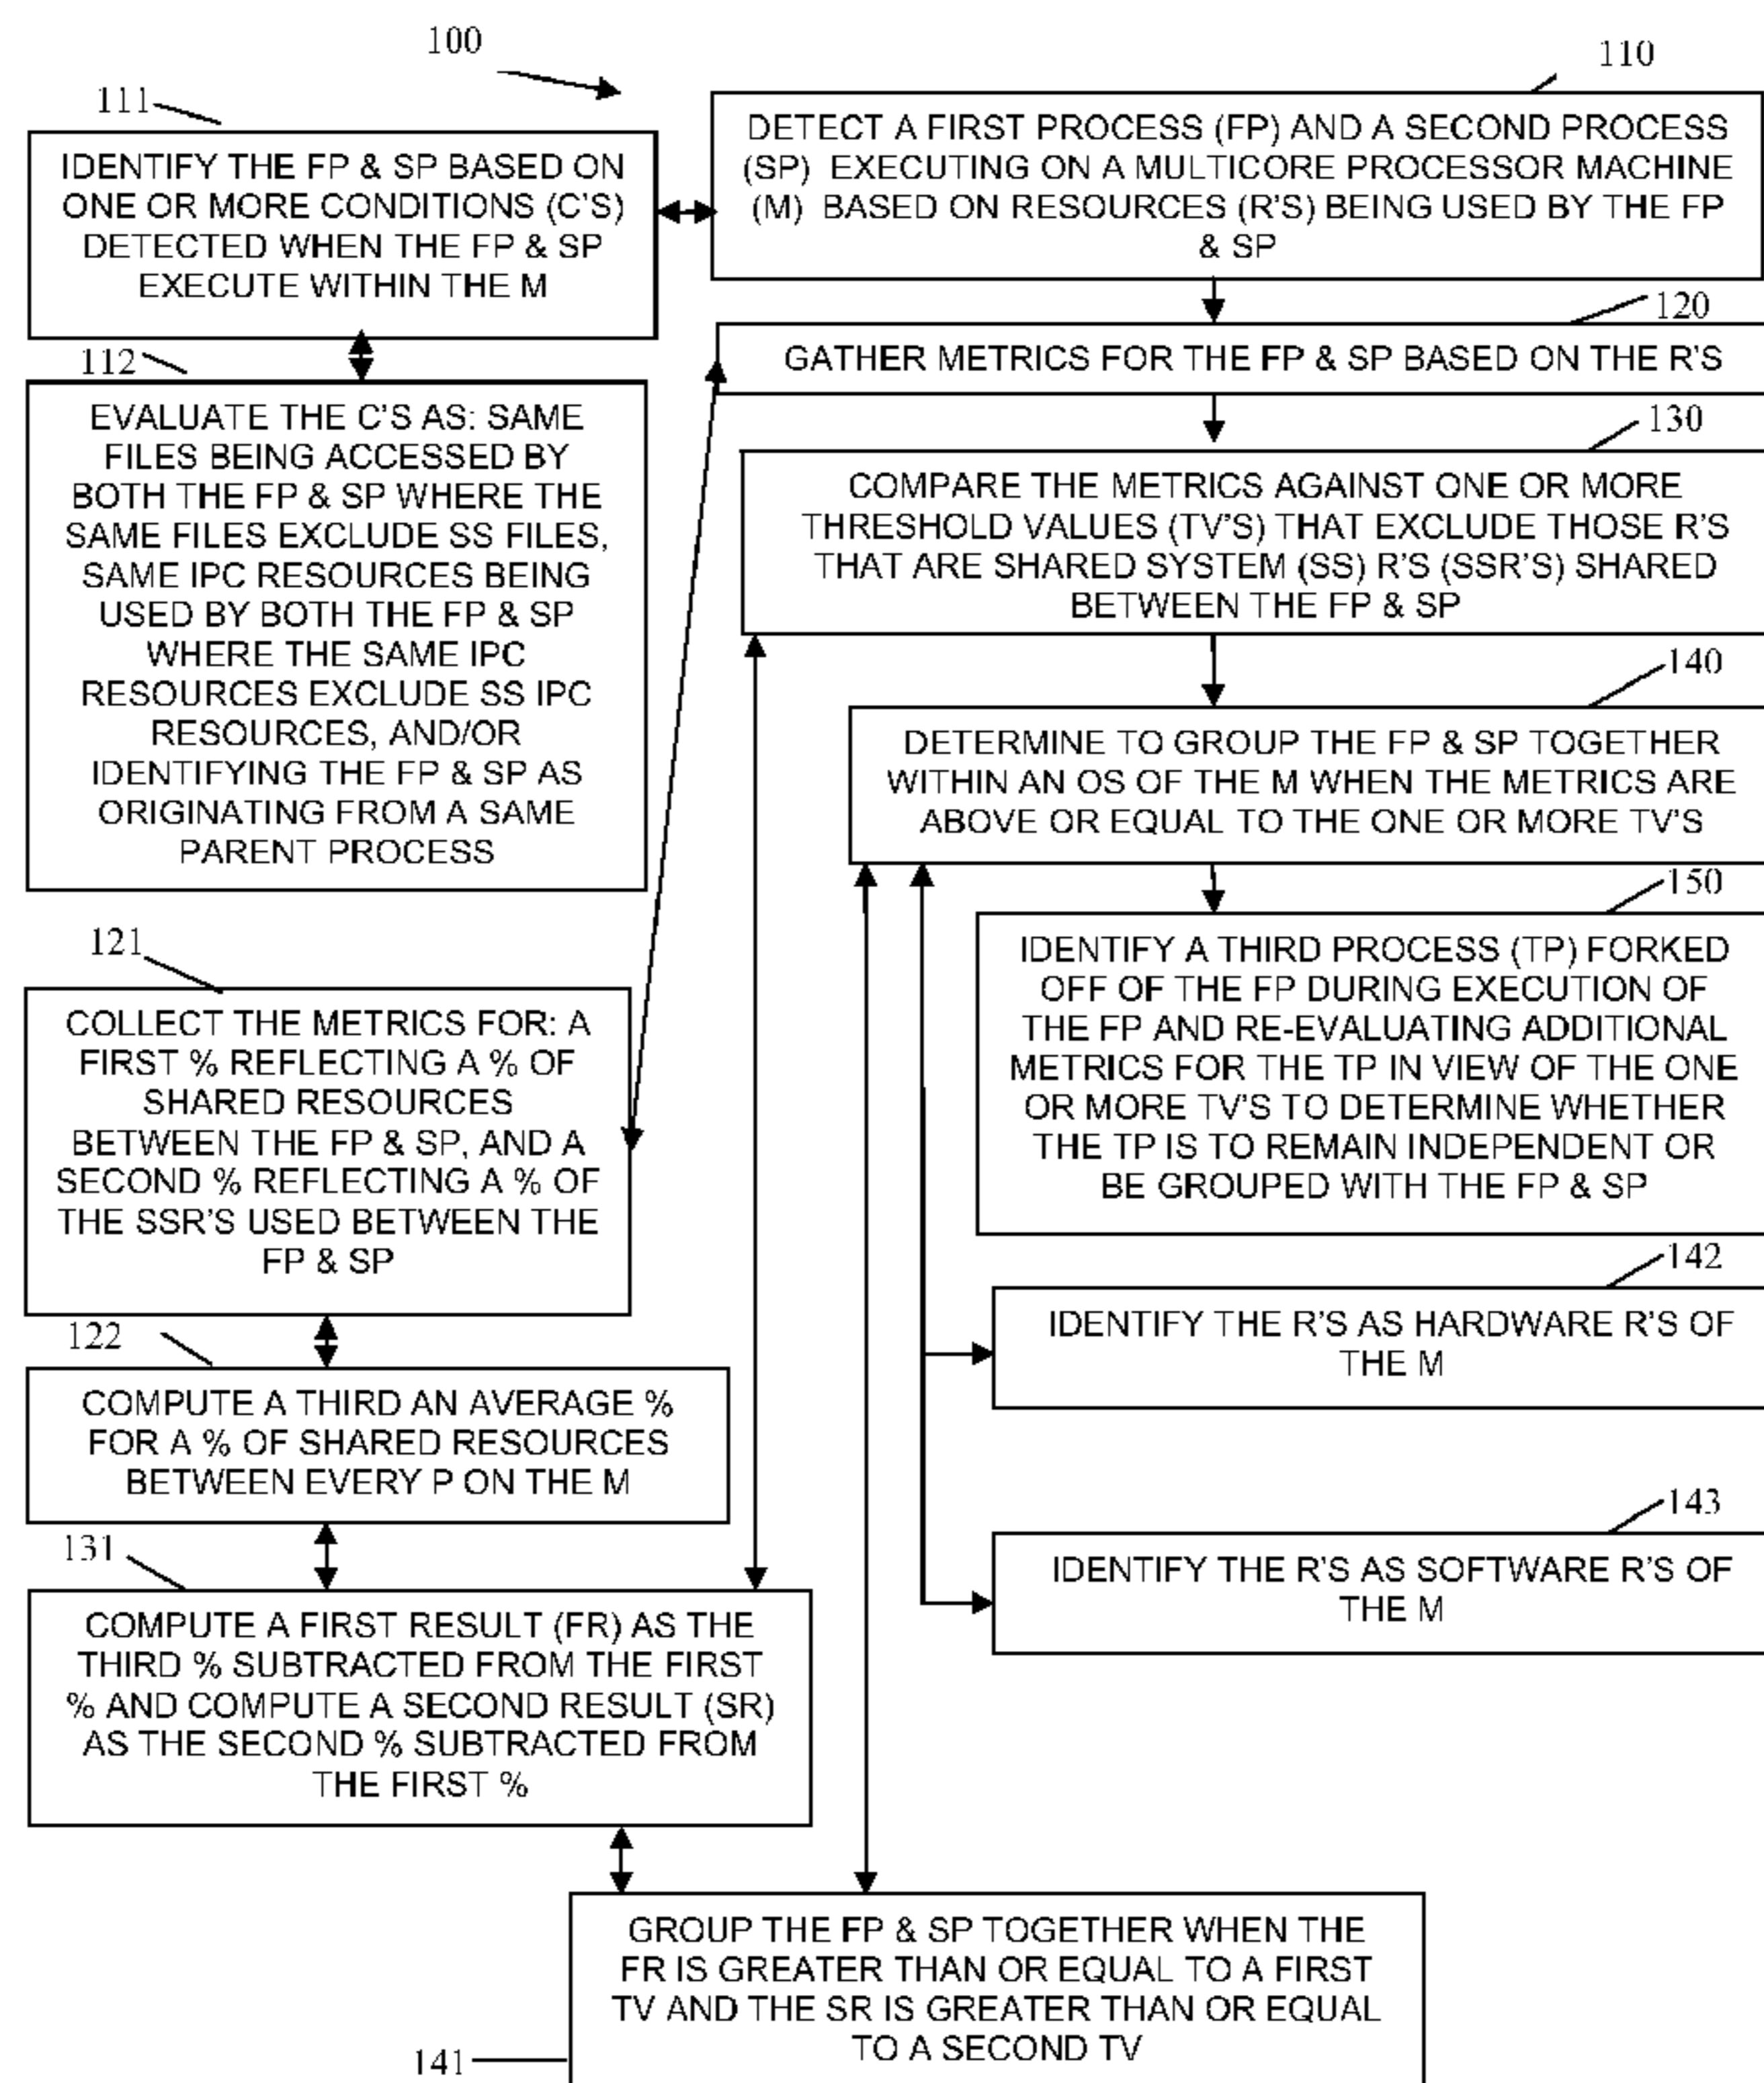 100
110
DETECT A FIRST PROCESS (FP) AND A SECOND PROCESS
(SP) EXECUTING ON A MULTICORE PROCESSOR MACHINE
(M) BASED ON RESOURCES (R'S) BEING USED BY THE FP
& SP
111
IDENTIFY THE FP & SP BASED ON
ONE OR MORE CONDITIONS (C'S)
DETECTED WHEN THE FP & SP
EXECUTE WITHIN THE M
112
EVALUATE THE C'S AS: SAME
FILES BEING ACCESSED BY
BOTH THE FP & SP WHERE THE
SAME FILES EXCLUDE SS FILES,
SAME IPC RESOURCES BEING
USED BY BOTH THE FP & SP
WHERE THE SAME IPC
RESOURCES EXCLUDE SS IPC
RESOURCES, AND/OR
IDENTIFYING THE FP & SP AS
ORIGINATING FROM A SAME
PARENT PROCESS
120
GATHER METRICS FOR THE FP & SP BASED ON THE R'S
130
COMPARE THE METRICS AGAINST ONE OR MORE
THRESHOLD VALUES (TV'S) THAT EXCLUDE THOSE R'S
THAT ARE SHARED SYSTEM (SS) R'S (SSR'S) SHARED
BETWEEN THE FP & SP
140
DETERMINE TO GROUP THE FP & SP TOGETHER
WITHIN AN OS OF THE M WHEN THE METRICS ARE
ABOVE OR EQUAL TO THE ONE OR MORE TV'S
150
IDENTIFY A THIRD PROCESS (TP) FORKED
OFF OF THE FP DURING EXECUTION OF
THE FP AND RE-EVALUATING ADDITIONAL
METRICS FOR THE TP IN VIEW OF THE ONE
OR MORE TV'S TO DETERMINE WHETHER
THE TP IS TO REMAIN INDEPENDENT OR
BE GROUPED WITH THE FP & SP
121
COLLECT THE METRICS FOR: A
FIRST % REFLECTING A % OF
SHARED RESOURCES
BETWEEN THE FP & SP, AND A
SECOND % REFLECTING A % OF
THE SSR'S USED BETWEEN THE
FP & SP
122
COMPUTE A THIRD AN AVERAGE %
FOR A % OF SHARED RESOURCES
BETWEEN EVERY P ON THE M
142
IDENTIFY THE R'S AS HARDWARE R'S OF
THE M
143
IDENTIFY THE R'S AS SOFTWARE R'S OF
THE M
131
COMPUTE A FIRST RESULT (FR) AS THE
THIRD % SUBTRACTED FROM THE FIRST
% AND COMPUTE A SECOND RESULT (SR)
AS THE SECOND % SUBTRACTED FROM
THE FIRST %
GROUP THE FP & SP TOGETHER WHEN THE
FR IS GREATER THAN OR EQUAL TO A FIRST
TV AND THE SR IS GREATER THAN OR EQUAL
TO A SECOND TV
141